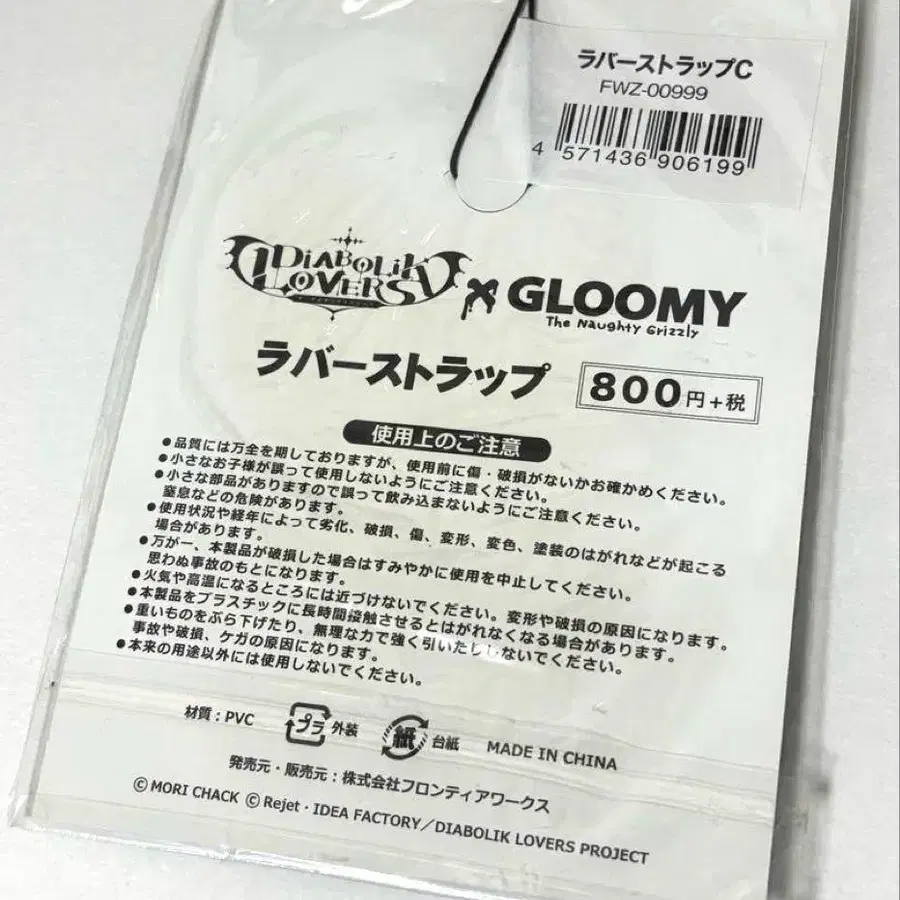 ラバーストラップC
FWZ-00999
4 571436 906199
DIABOLIK
LOVERS
× GLOOMY
The Naughty Grizzly
ラバーストラップ
800円+税
使用上のご注意
●品質には万全を期しておりますが、使用前に傷・破損がないかお確かめください。
●小さなお子様が誤って使用しないようにご注意ください。
●小さな部品がありますので誤って飲み込まないようにご注意ください。
窒息などの危険があります。
●使用状況や経年によって劣化、破損、傷、変形、変色、塗装のはがれなどが起こる
場合があります。
●万が一、本製品が破損した場合はすみやかに使用を中止してください。
思わぬ事故のもとになります。
●火気や高温になるところには近づけないでください。変形や破損の原因になります。
●本製品をプラスチックに長時間接触させるとはがれなくなる場合があります。
●重いものをぶら下げたり、無理な力で強く引いたりしないでください。
事故や破損、ケガの原因になります。
●本来の用途以外には使用しないでください。
材質：PVC プラ 外装 紙 台紙 MADE IN CHINA
発売元・販売元：株式会社フロンティアワークス
© MORI CHACK © Rejet・IDEA FACTORY／DIABOLIK LOVERS PROJECT